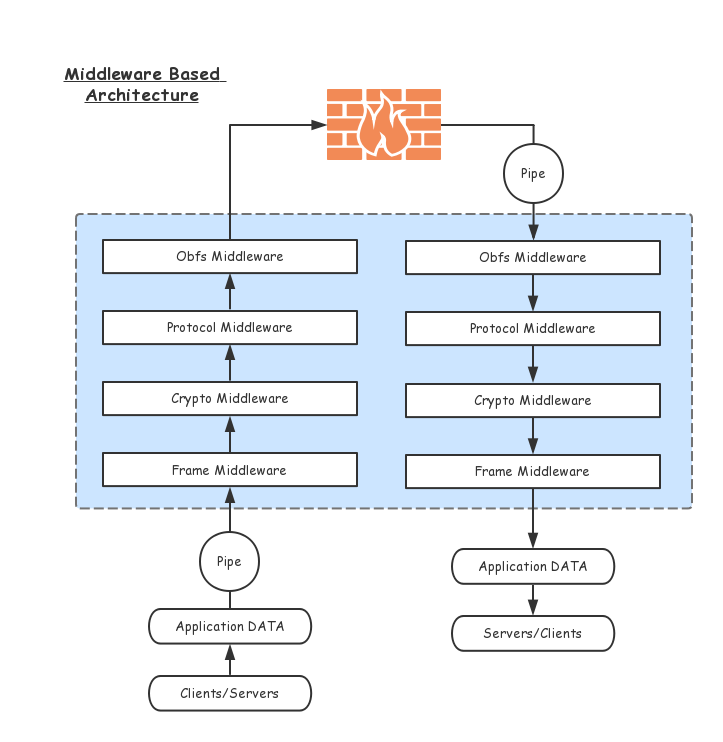 Middleware Based
Architecture
Pipe
Obfs Middleware
Protocol Middleware
Crypto Middleware
Frame Middleware
Pipe
Application DATA
Clients/Servers
Obfs Middleware
Protocol Middleware
Crypto Middleware
Frame Middleware
Application DATA
Servers/Clients